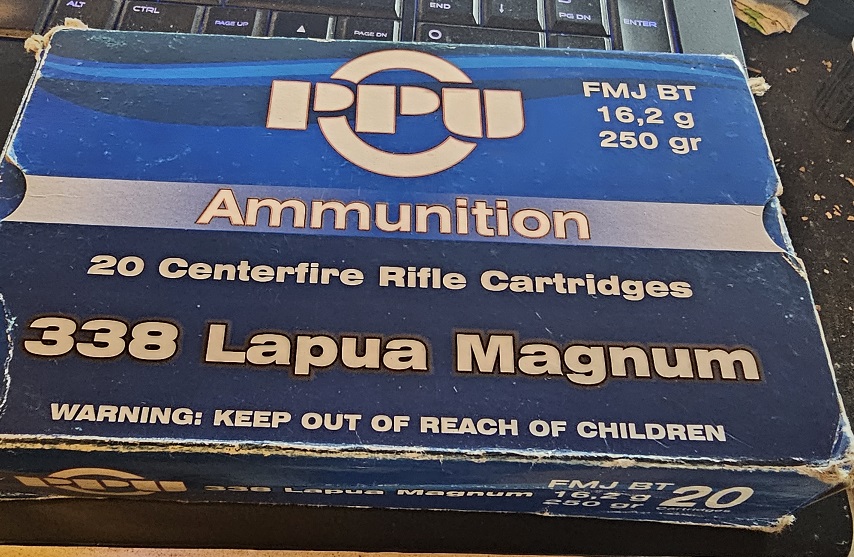 ALT
CTRL
PAGE UP
PAGE DN
END
PG DN
ENTER
PPU
FMJ BT
16,2 g
250 gr
Ammunition
20 Centerfire Rifle Cartridges
338 Lapua Magnum
WARNING: KEEP OUT OF REACH OF CHILDREN
PPU
338 Lapua Magnum
FMJ BT
16,2 g
250 gr
20
Cartridges